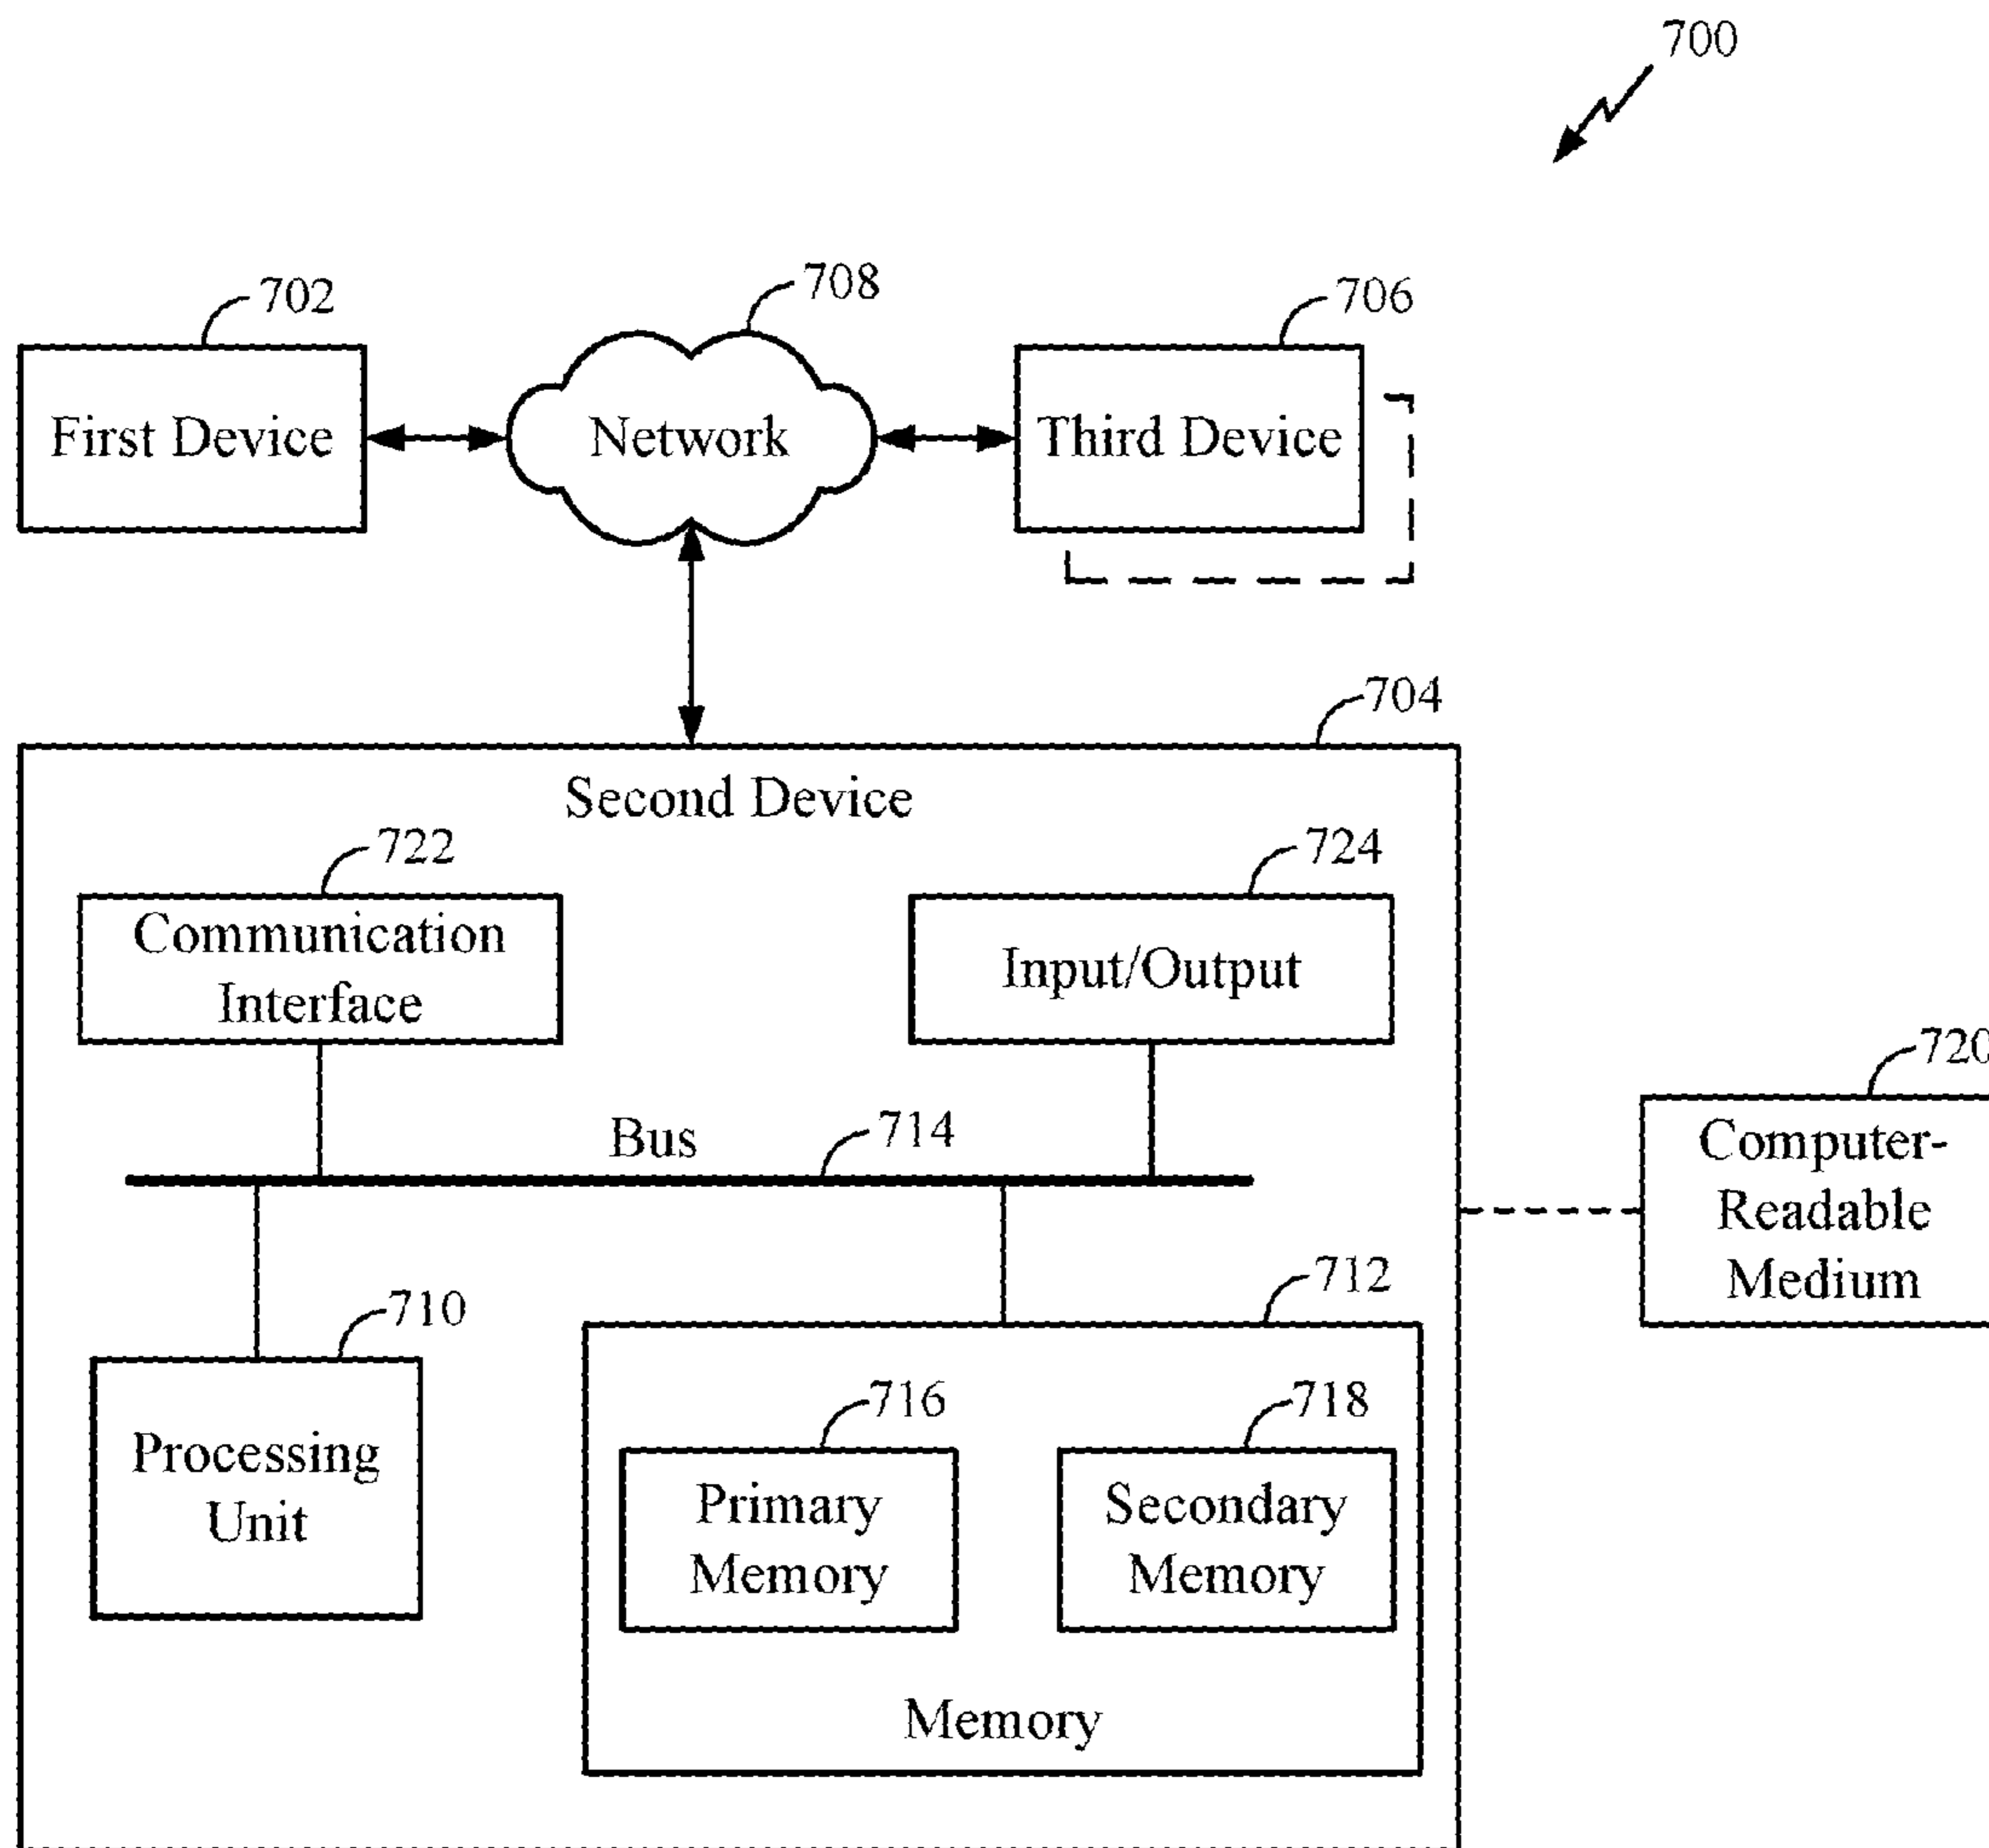 700
702
708
706
First Device
Network
Third Device
704
Second Device
722
724
Communication
Interface
Input/Output
720
Bus
714
Computer-
Readable
Medium
712
710
716
718
Processing
Unit
Primary
Memory
Secondary
Memory
Memory